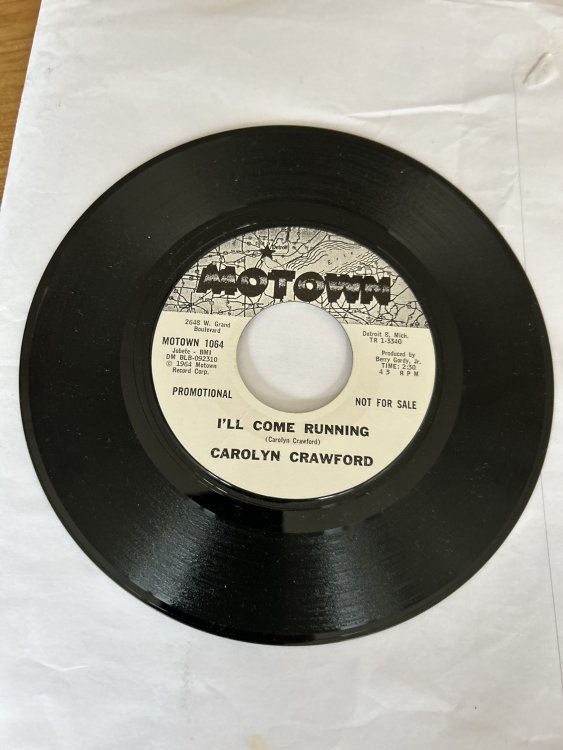 Detroit
MOTOWN
2648 W. Grand
Boulevard
Detroit 8, Mich.
TR 1-3340
MOTOWN 1064
Jobete - BMI
DM BLB-092310
© 1964 Motown
Record Corp.
Produced by
Berry Gordy, Jr.
TIME: 2:30
45 RPM
PROMOTIONAL
NOT FOR SALE
I'LL COME RUNNING
(Carolyn Crawford)
CAROLYN CRAWFORD